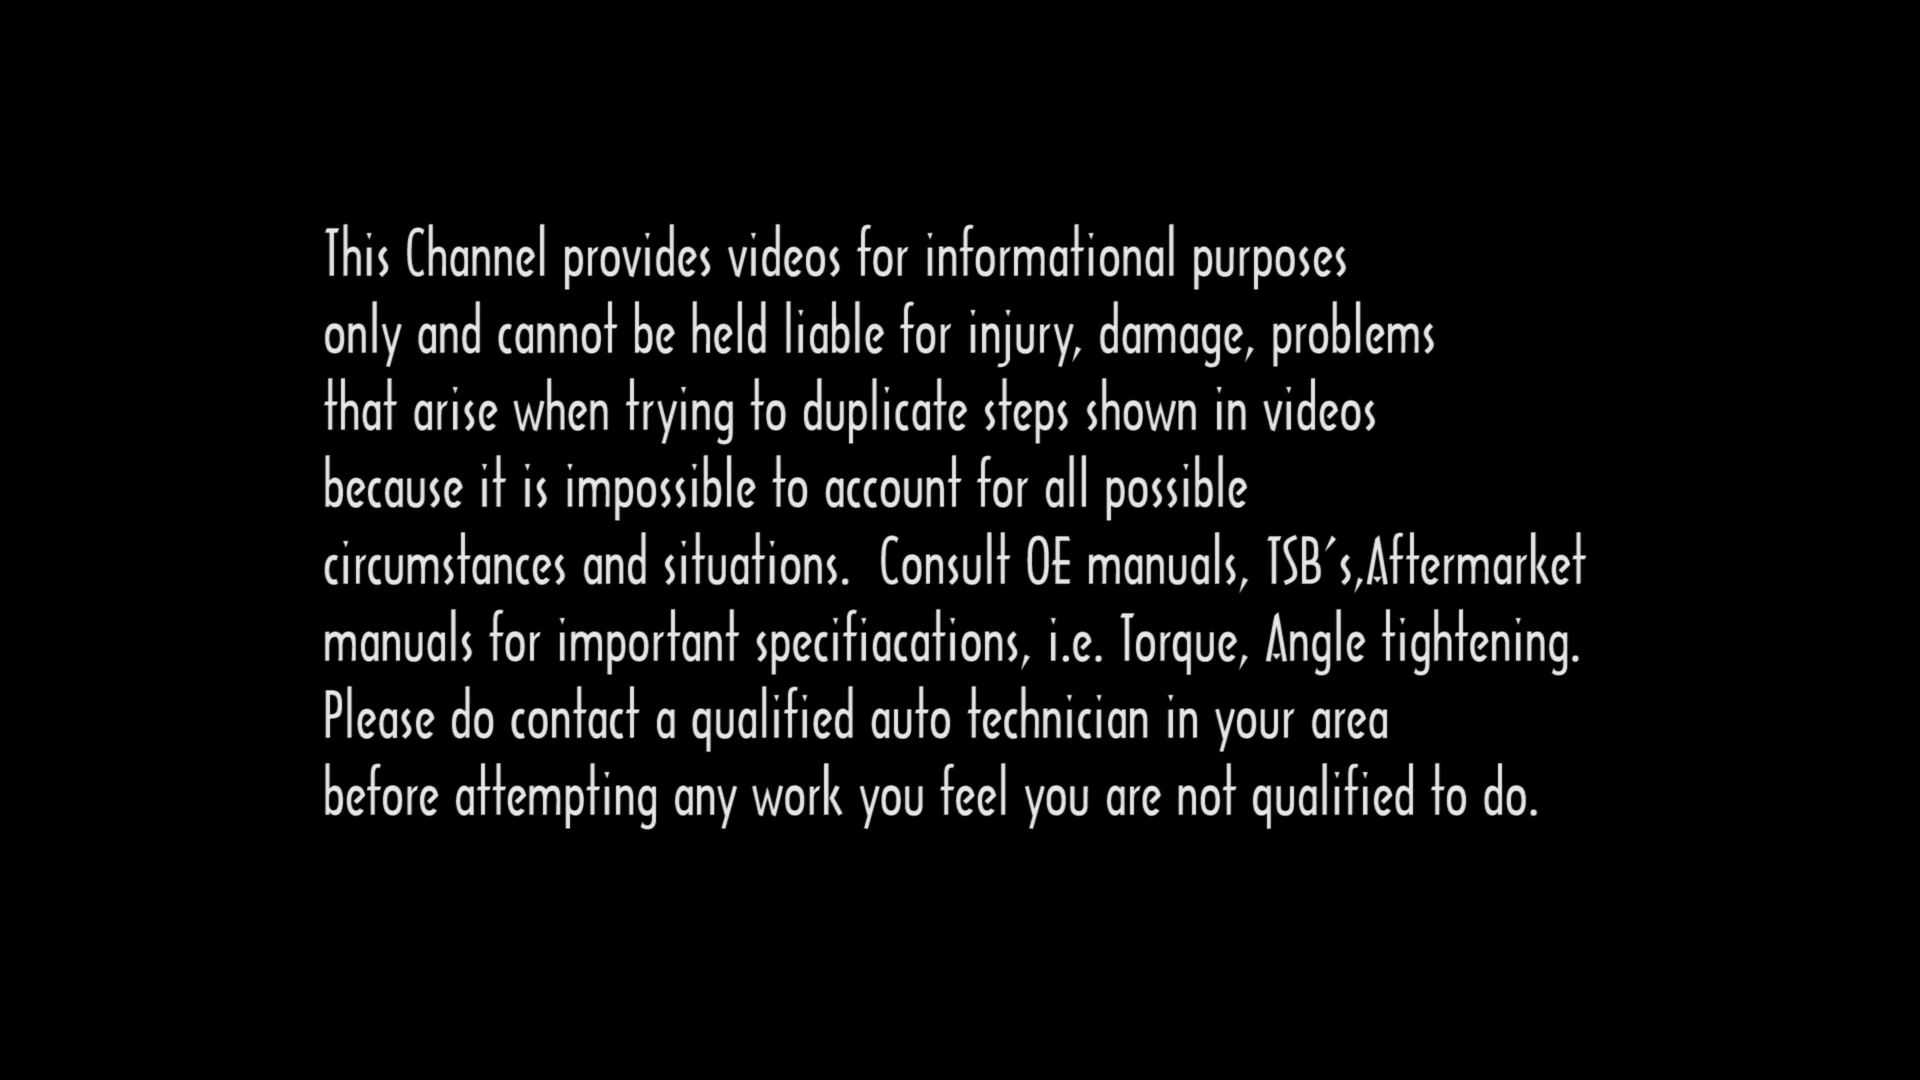 This Channel provides videos for informational purposes
only and cannot be held liable for injury, damage, problems
that arise when trying to duplicate steps shown in videos
because it is impossible to account for all possible
circumstances and situations.  Consult OE manuals, TSB's,Aftermarket
manuals for important specifiacations, i.e. Torque, Angle tightening.
Please do contact a qualified auto technician in your area
before attempting any work you feel you are not qualified to do.